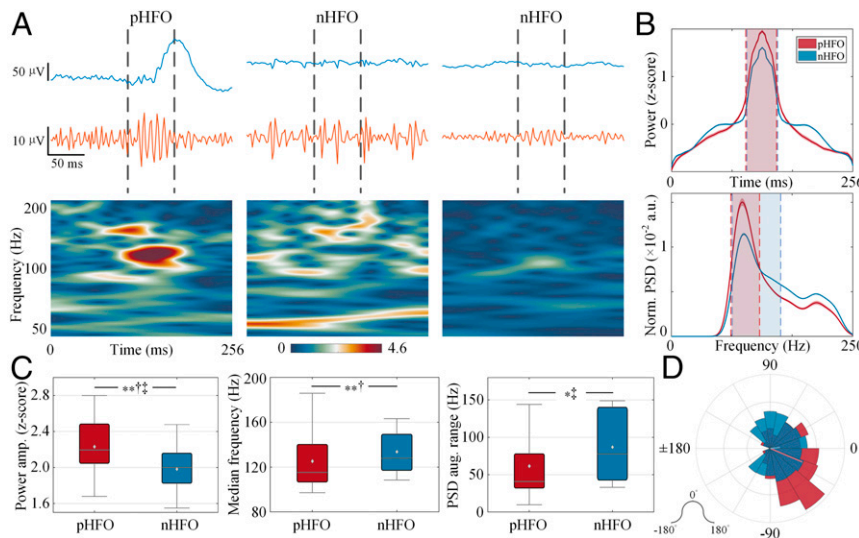 A
pHFO
nHFO
nHFO
50 µV
10 µV
50 ms
200
100
50
Frequency (Hz)
0
Time (ms)
256
0
4.6
B
pHFO
nHFO
Power (z-score)
1
0
0
Time (ms)
256
Norm. PSD (×10⁻² a.u.)
1
0
0
Frequency (Hz)
250
C
Power amp. (z-score)
2.8
2.4
2.0
1.6
**†‡
pHFO
nHFO
Median frequency (Hz)
200
160
120
80
**†
pHFO
nHFO
PSD aug. range (Hz)
200
150
100
50
0
*‡
pHFO
nHFO
D
90
±180
0
-90
0°
-180°
180°